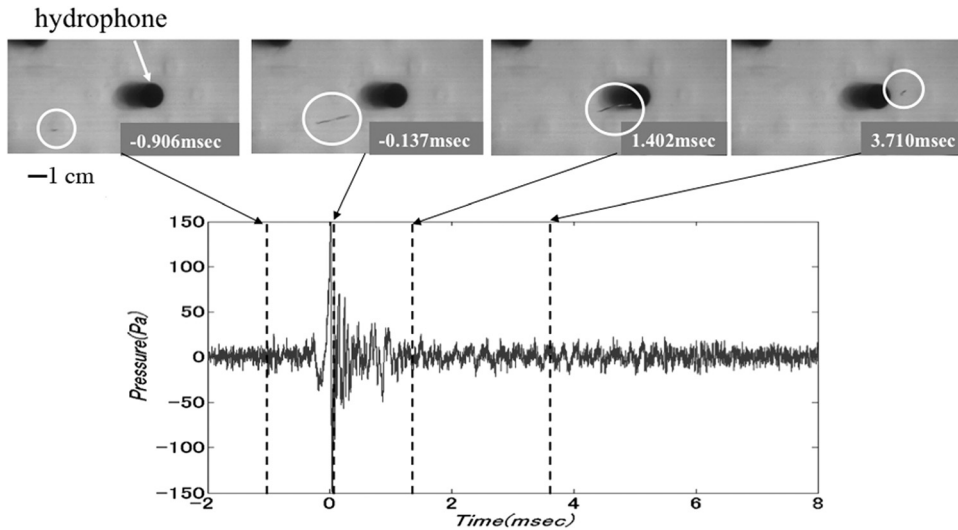 hydrophone
-0.906msec
-0.137msec
1.402msec
3.710msec
1 cm
150
100
50
0
−50
−100
−150
Pressure(Pa)
−2
0
2
4
6
8
Time(msec)